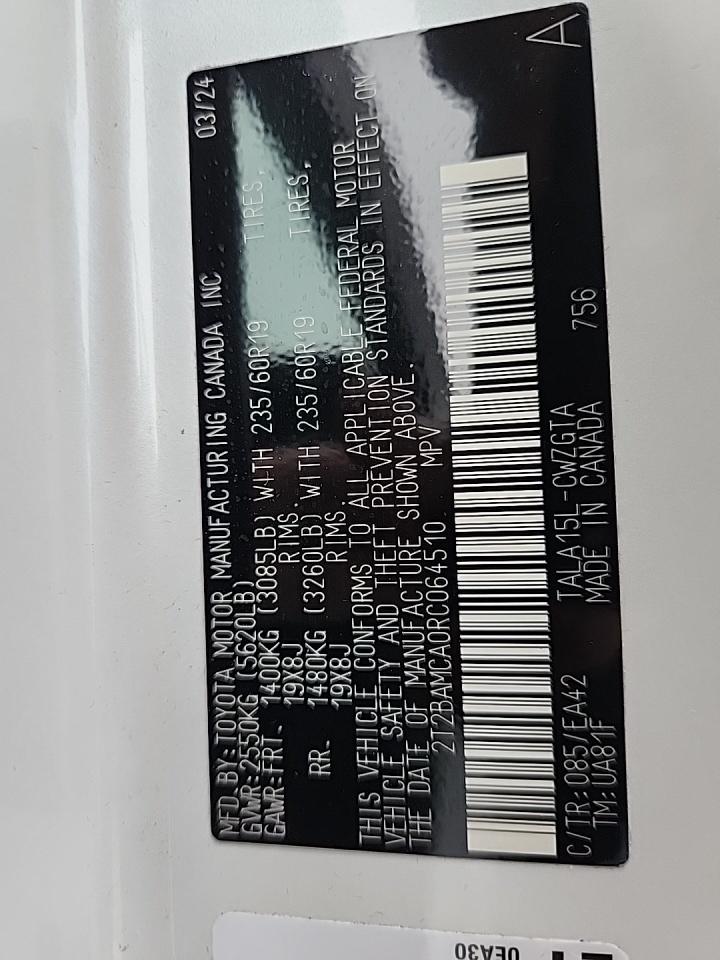 MFD BY: TOYOTA MOTOR MANUFACTURING CANADA INC 03/24
GVWR: 2550KG (5620LB)
GAWR: FRT. 1400KG (3085LB) WITH 235/60R19 TIRES,
19X8J RIMS.
RR. 1480KG (3260LB) WITH 235/60R19 TIRES,
19X8J RIMS.
THIS VEHICLE CONFORMS TO ALL APPLICABLE FEDERAL MOTOR
VEHICLE SAFETY AND THEFT PREVENTION STANDARDS IN EFFECT ON
THE DATE OF MANUFACTURE SHOWN ABOVE.
2T2BAMCA0RC064510 MPV
A
C/TR: 085/EA42 TALA15L-CWZGTA 756
TM: UA81F MADE IN CANADA
0EA30